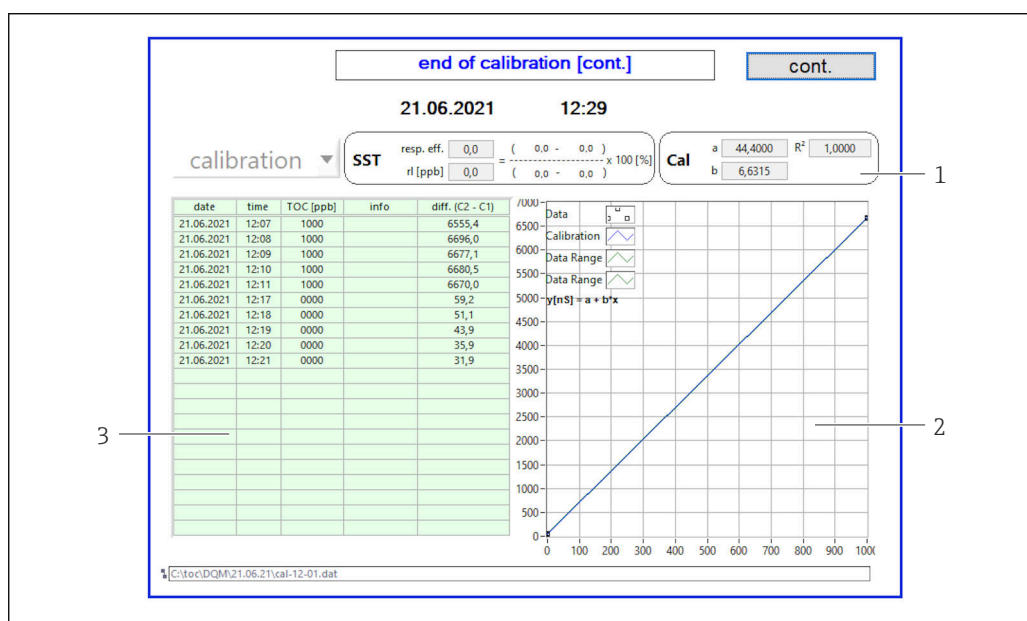 end of calibration [cont.]
cont.
21.06.2021 12:29
calibration
SST
resp. eff. 0,0 = ( 0,0 - 0,0 ) x 100 [%]
rl [ppb] 0,0 ( 0,0 - 0,0 )
Cal
a 44,4000 R² 1,0000
b 6,6315
1
date time TOC [ppb] info diff. (C2 - C1)
21.06.2021 12:07 1000 6555,4
21.06.2021 12:08 1000 6696,0
21.06.2021 12:09 1000 6677,1
21.06.2021 12:10 1000 6680,5
21.06.2021 12:11 1000 6670,0
21.06.2021 12:17 0000 59,2
21.06.2021 12:18 0000 51,1
21.06.2021 12:19 0000 43,9
21.06.2021 12:20 0000 35,9
21.06.2021 12:21 0000 31,9
3
7000
6500
6000
5500
5000
4500
4000
3500
3000
2500
2000
1500
1000
500
0
Data
Calibration
Data Range
Data Range
y[nS] = a + b*x
2
0 100 200 300 400 500 600 700 800 900 1000
C:\toc\DQM\21.06.21\cal-12-01.dat